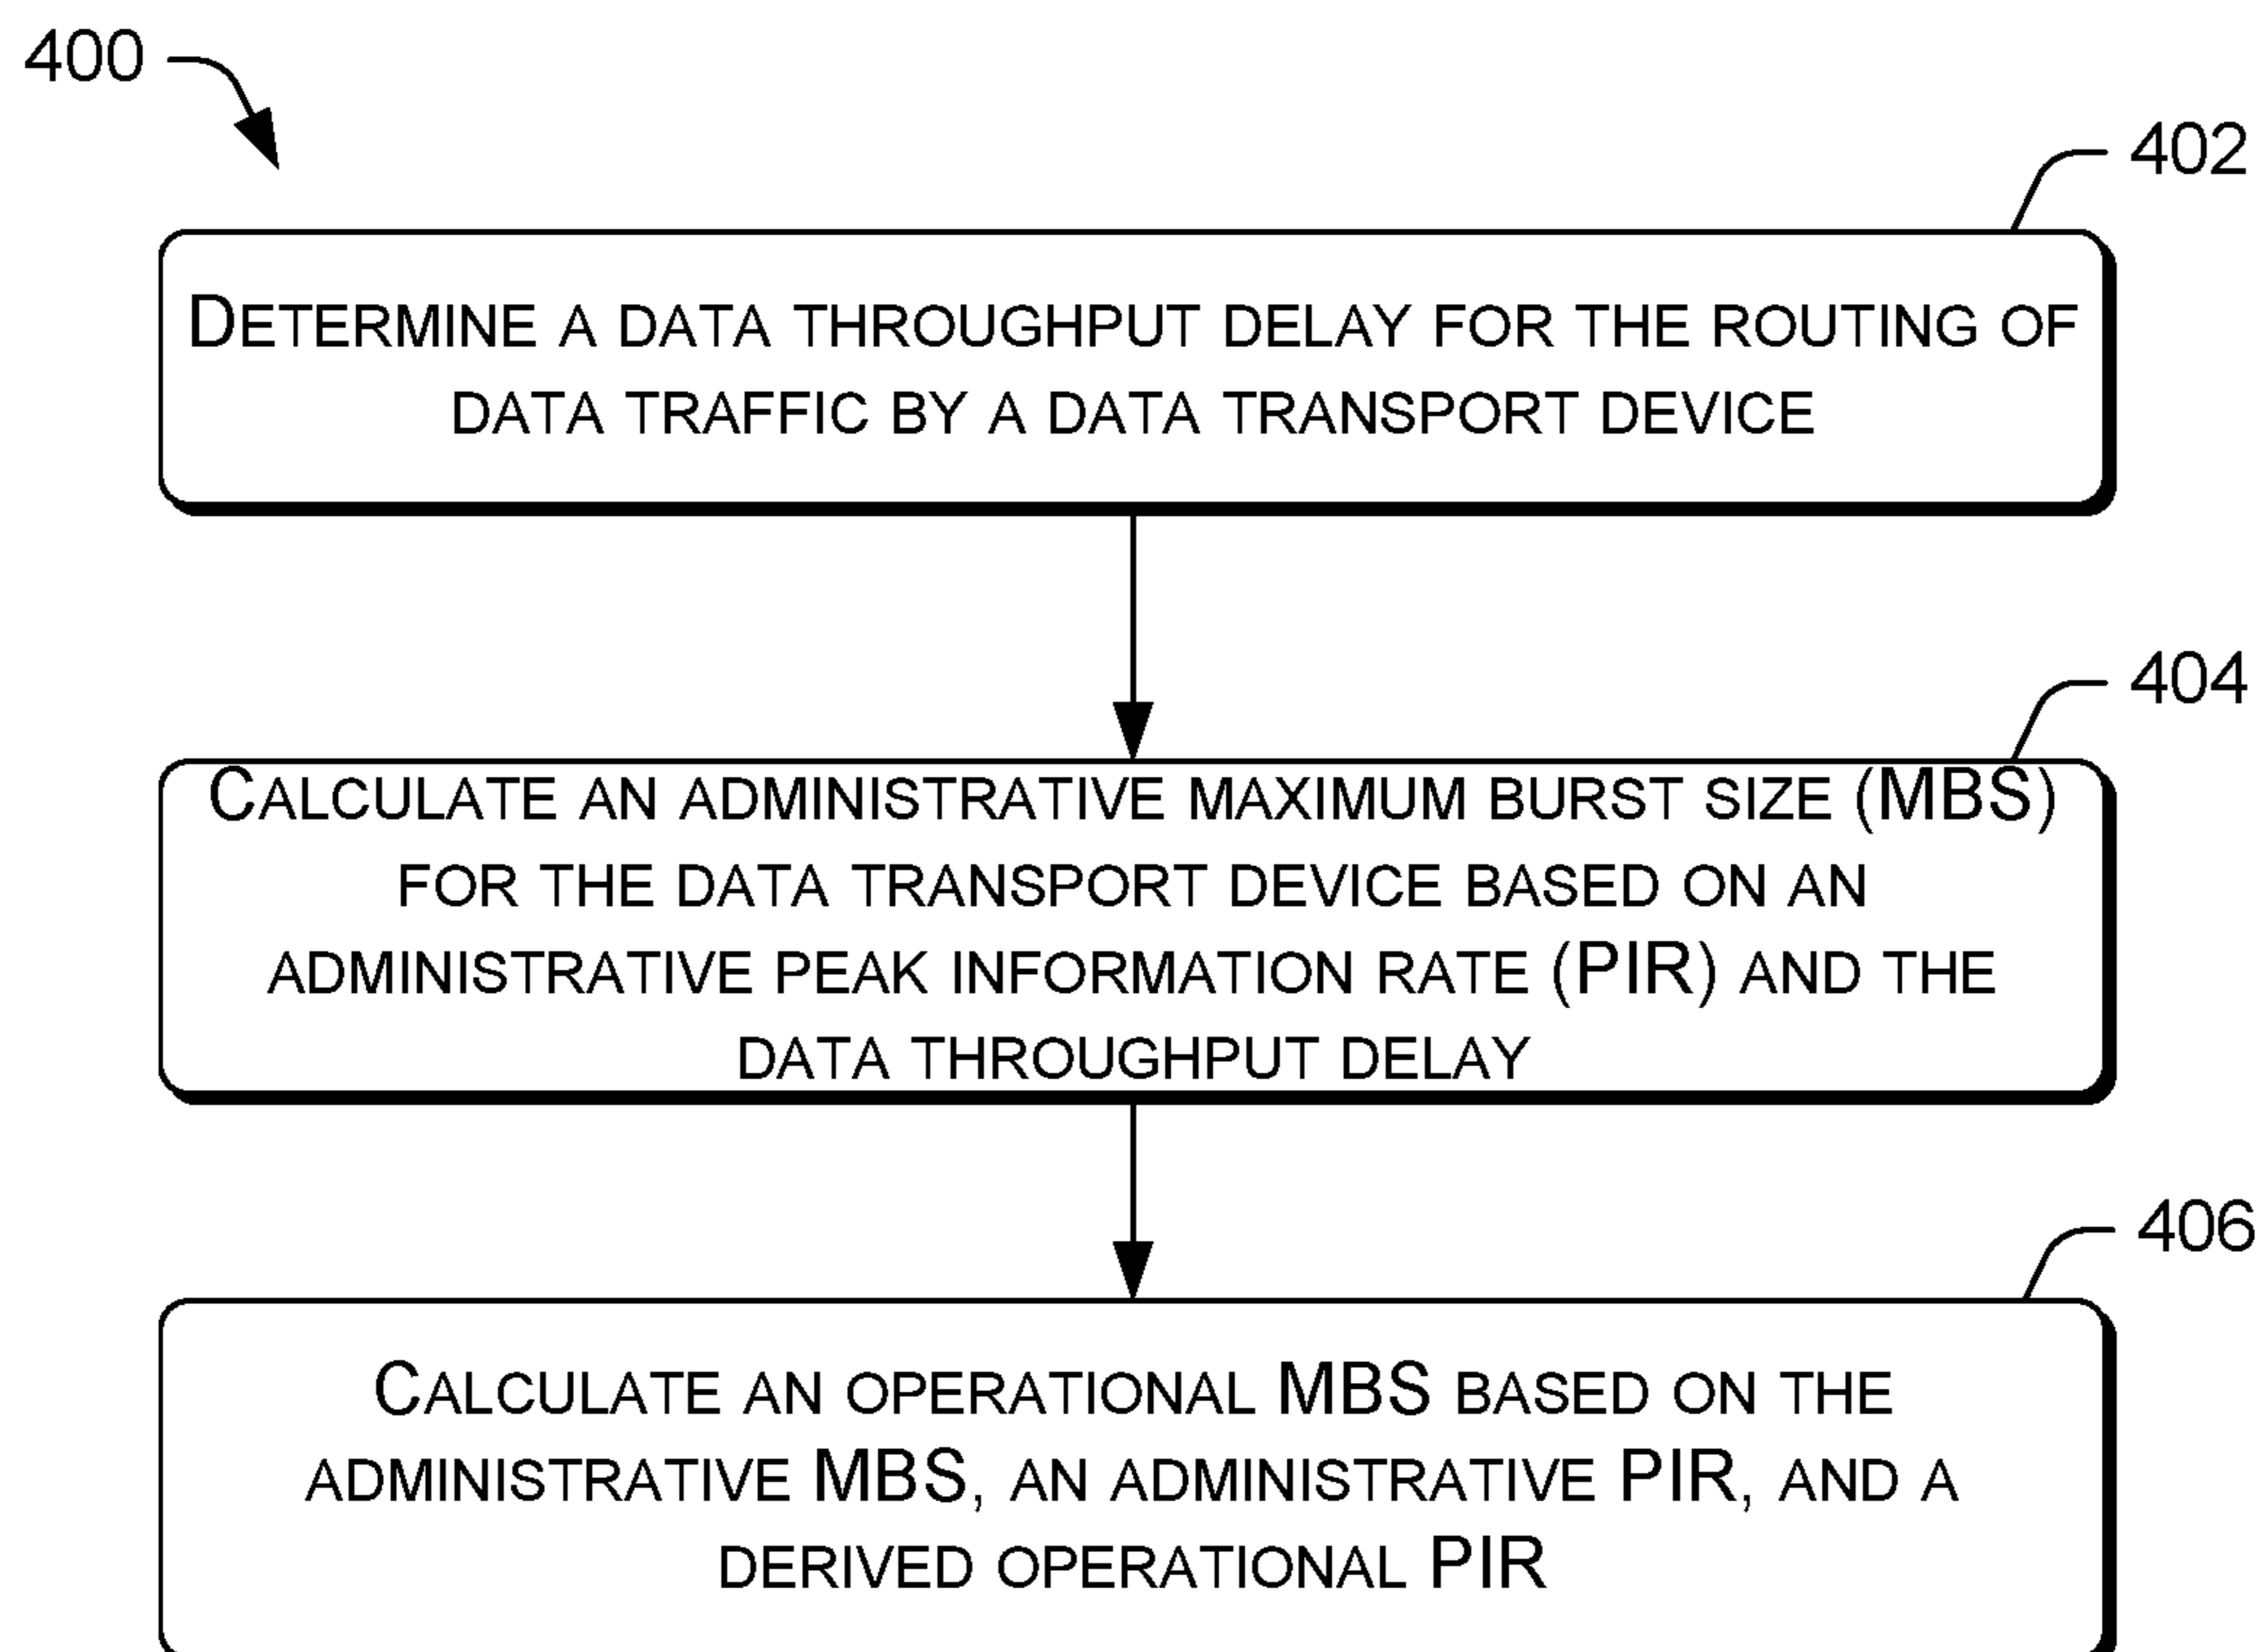 400
402
DETERMINE A DATA THROUGHPUT DELAY FOR THE ROUTING OF
DATA TRAFFIC BY A DATA TRANSPORT DEVICE
404
CALCULATE AN ADMINISTRATIVE MAXIMUM BURST SIZE (MBS)
FOR THE DATA TRANSPORT DEVICE BASED ON AN
ADMINISTRATIVE PEAK INFORMATION RATE (PIR) AND THE
DATA THROUGHPUT DELAY
406
CALCULATE AN OPERATIONAL MBS BASED ON THE
ADMINISTRATIVE MBS, AN ADMINISTRATIVE PIR, AND A
DERIVED OPERATIONAL PIR